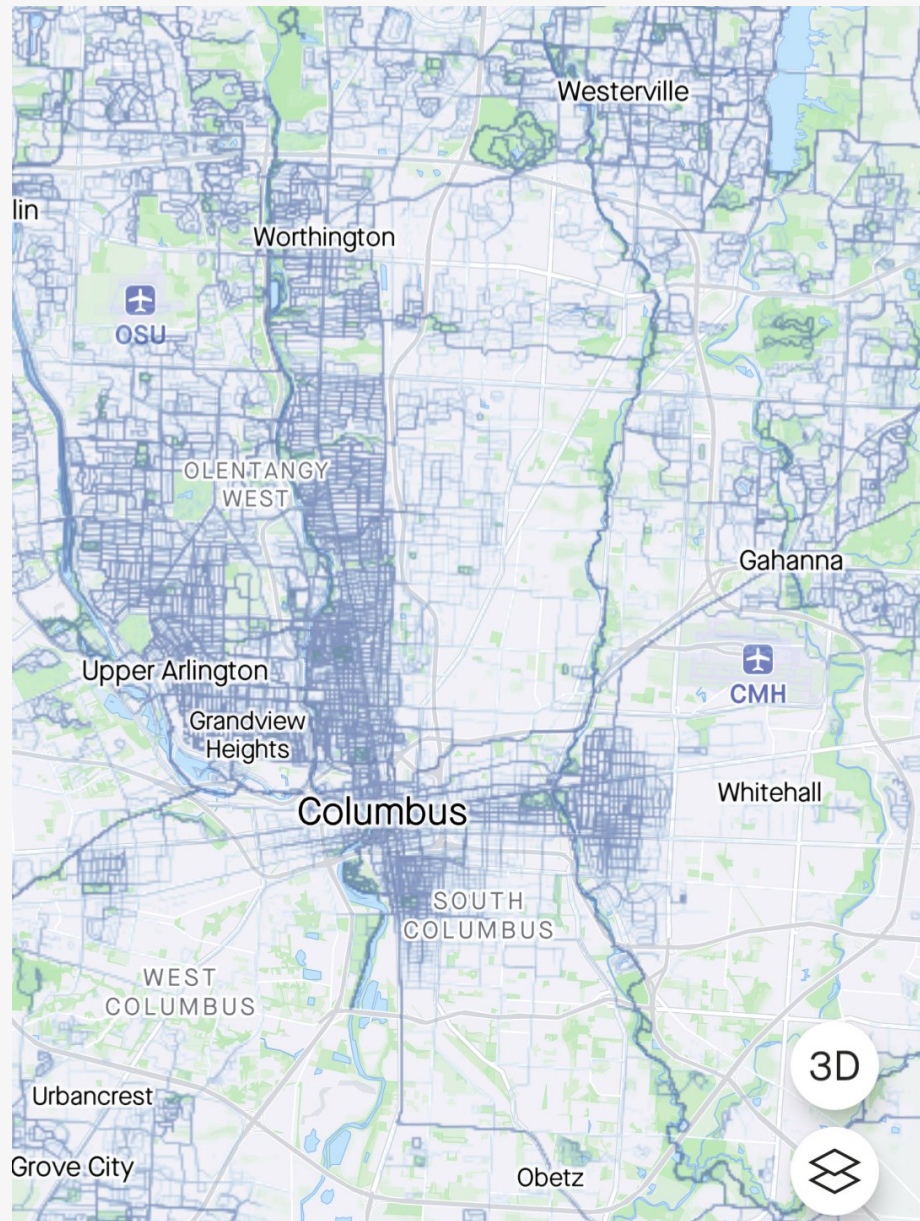 Westerville
lin
Worthington
OSU
OLENTANGY
WEST
Gahanna
Upper Arlington
CMH
Grandview
Heights
Whitehall
Columbus
SOUTH
COLUMBUS
WEST
COLUMBUS
3D
Urbancrest
Grove City
Obetz